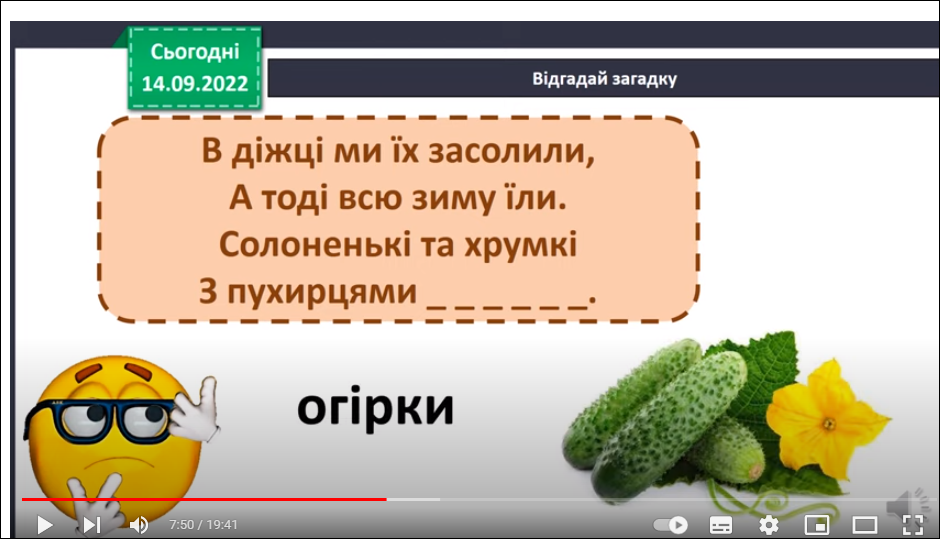 Сьогодні
14.09.2022
Відгадай загадку
В діжці ми їх засолили,
А тоді всю зиму їли.
Солоненькі та хрумкі
З пухирцями _ _ _ _ _ _.
огірки
7:50 / 19:41